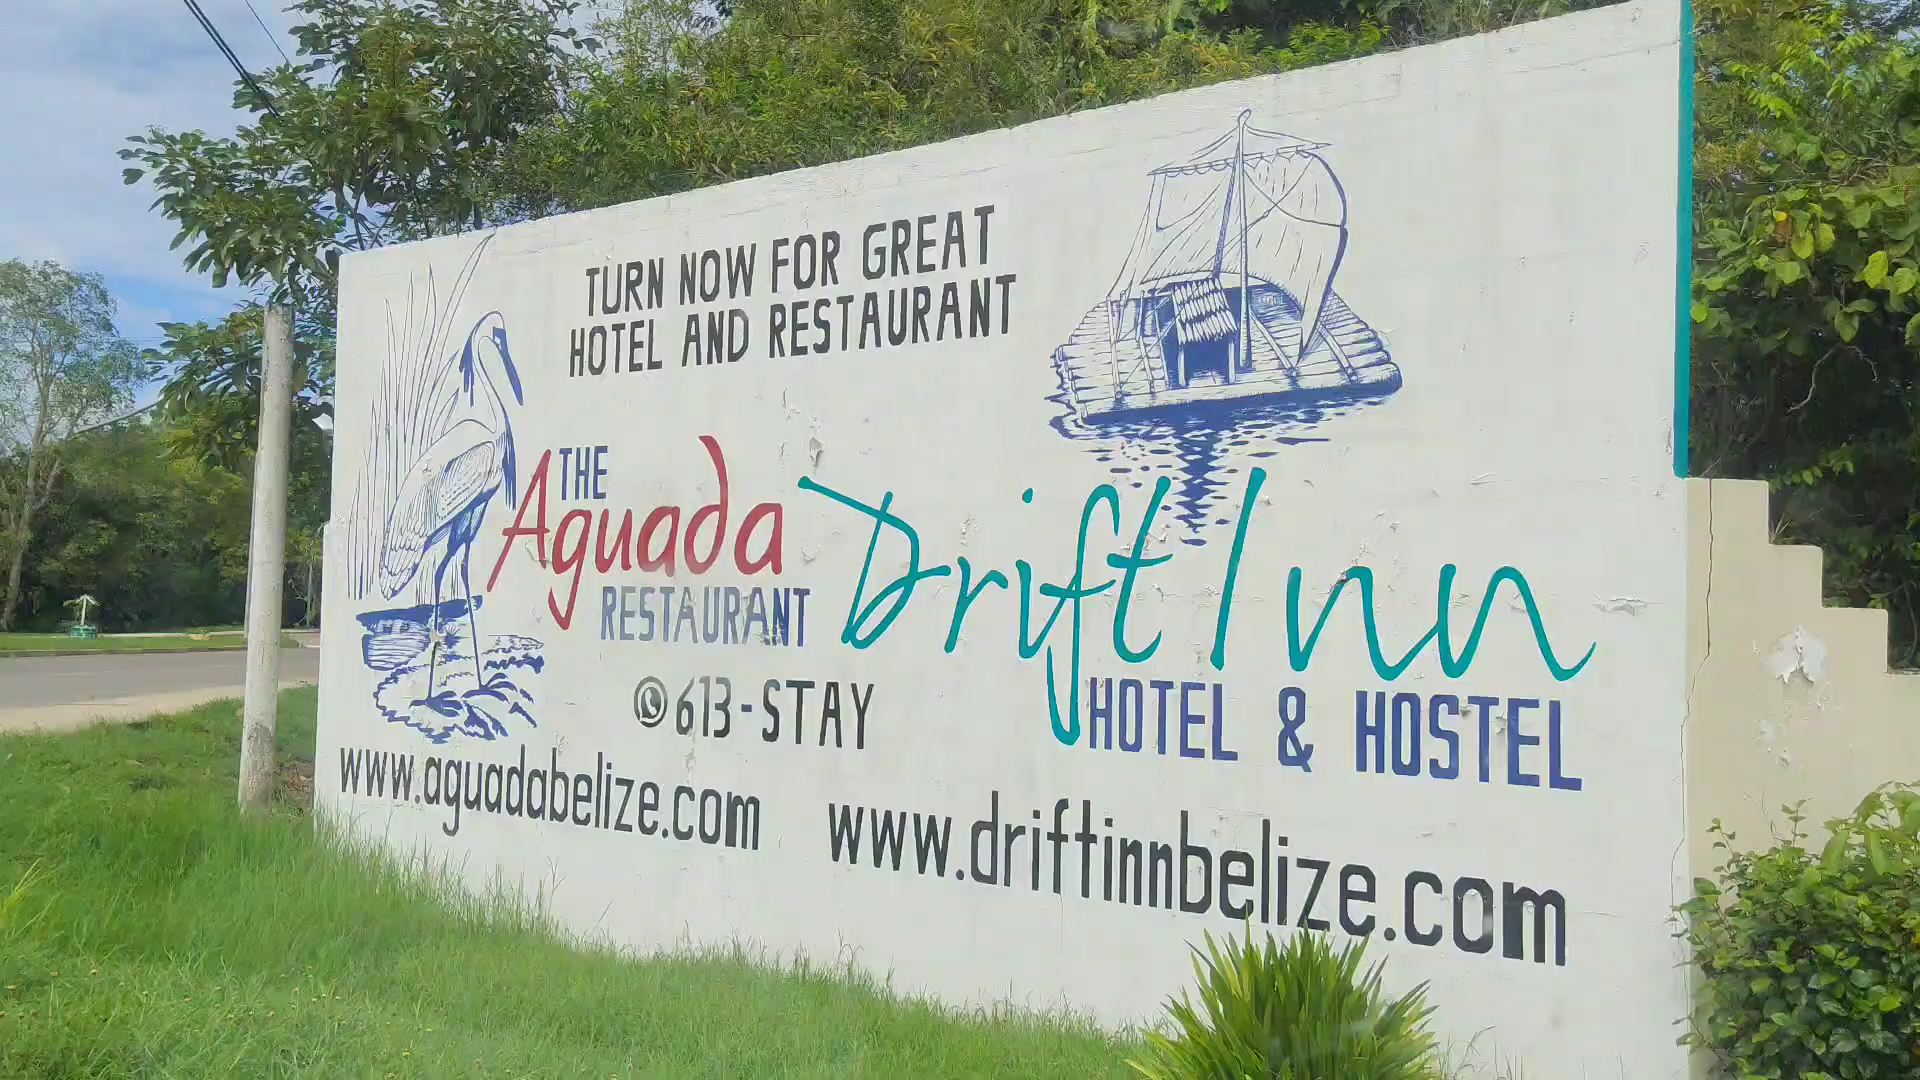 TURN NOW FOR GREAT
HOTEL AND RESTAURANT
THE
Aguada
RESTAURANT
Drift Inn
HOTEL & HOSTEL
613-STAY
www.aguadabelize.com
www.driftinnbelize.com